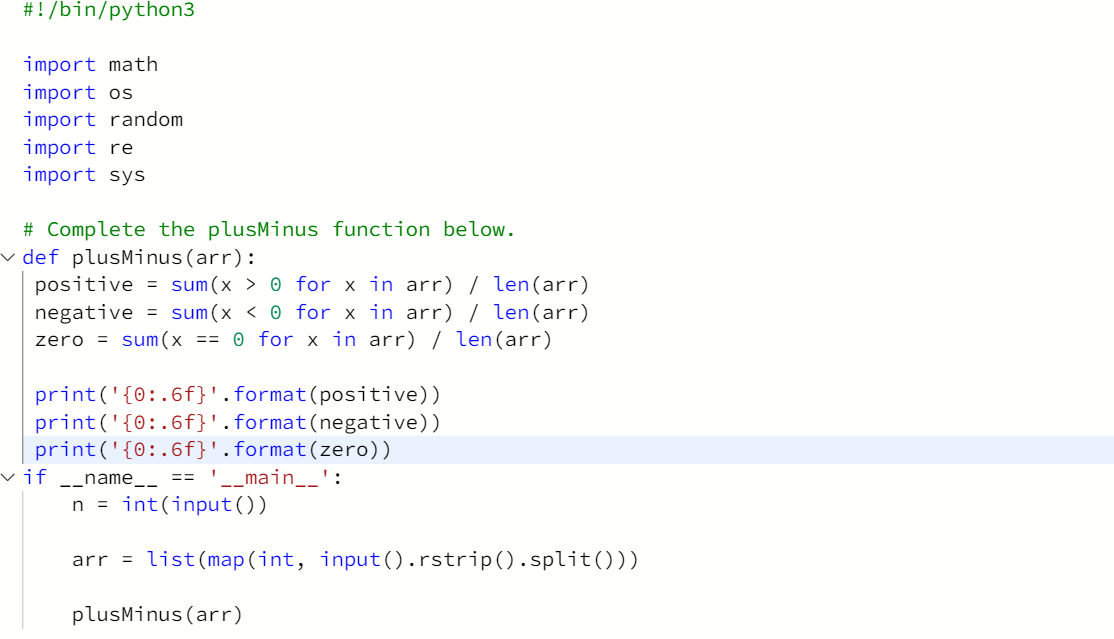 #!/bin/python3

import math
import os
import random
import re
import sys

# Complete the plusMinus function below.
def plusMinus(arr):
 positive = sum(x > 0 for x in arr) / len(arr)
 negative = sum(x < 0 for x in arr) / len(arr)
 zero = sum(x == 0 for x in arr) / len(arr)

 print('{0:.6f}'.format(positive))
 print('{0:.6f}'.format(negative))
 print('{0:.6f}'.format(zero))
if __name__ == '__main__':
    n = int(input())

    arr = list(map(int, input().rstrip().split()))

    plusMinus(arr)